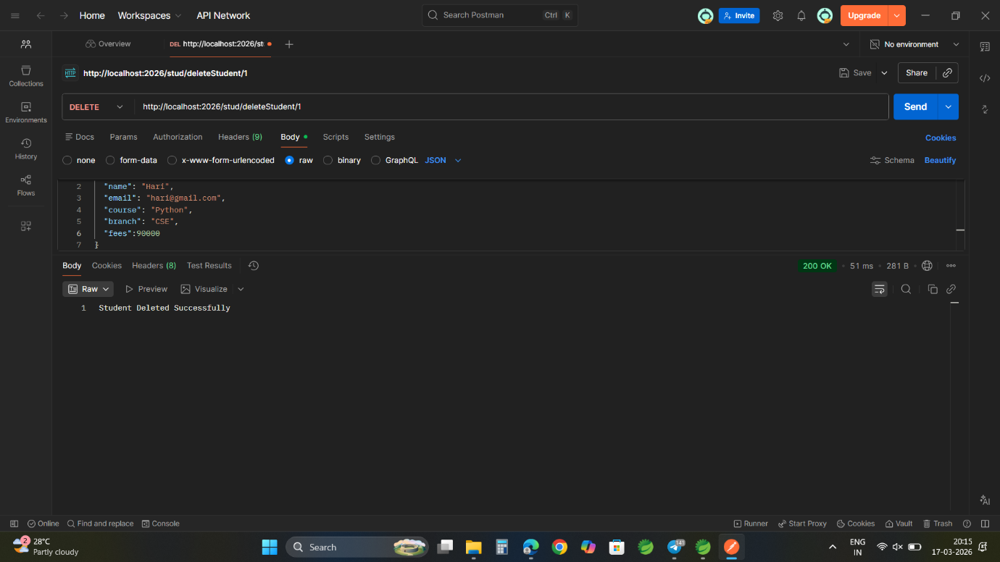 Home Workspaces API Network Search Postman Ctrl K Invite Upgrade
Overview DEL http://localhost:2026/st No environment
HTTP http://localhost:2026/stud/deleteStudent/1 Save Share
DELETE http://localhost:2026/stud/deleteStudent/1 Send
Collections
Environments
History
Flows
Docs Params Authorization Headers (9) Body Scripts Settings Cookies
none form-data x-www-form-urlencoded raw binary GraphQL JSON Schema Beautify
2 "name": "Hari",
3 "email": "hari@gmail.com",
4 "course": "Python",
5 "branch": "CSE",
6 "fees":90000
7 }
Body Cookies Headers (8) Test Results 200 OK 51 ms 281 B
Raw Preview Visualize
1 Student Deleted Successfully
AI
Online Find and replace Console Runner Start Proxy Cookies Vault Trash
2 28°C Search 141 ENG 20:15
Partly cloudy IN 17-03-2026